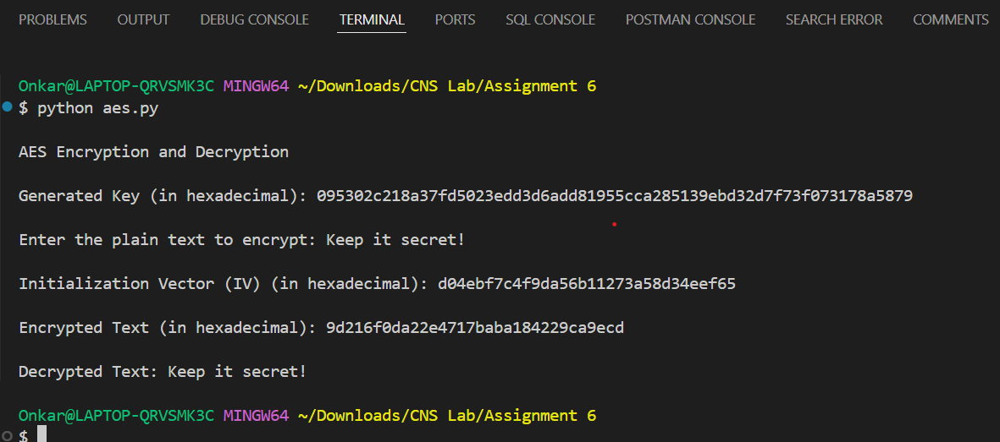 PROBLEMS OUTPUT DEBUG CONSOLE TERMINAL PORTS SQL CONSOLE POSTMAN CONSOLE SEARCH ERROR COMMENTS
Onkar@LAPTOP-QRVSMK3C MINGW64 ~/Downloads/CNS Lab/Assignment 6
$ python aes.py
AES Encryption and Decryption
Generated Key (in hexadecimal): 095302c218a37fd5023edd3d6add81955cca285139ebd32d7f73f073178a5879
Enter the plain text to encrypt: Keep it secret!
Initialization Vector (IV) (in hexadecimal): d04ebf7c4f9da56b11273a58d34eef65
Encrypted Text (in hexadecimal): 9d216f0da22e4717baba184229ca9ecd
Decrypted Text: Keep it secret!
Onkar@LAPTOP-QRVSMK3C MINGW64 ~/Downloads/CNS Lab/Assignment 6
$